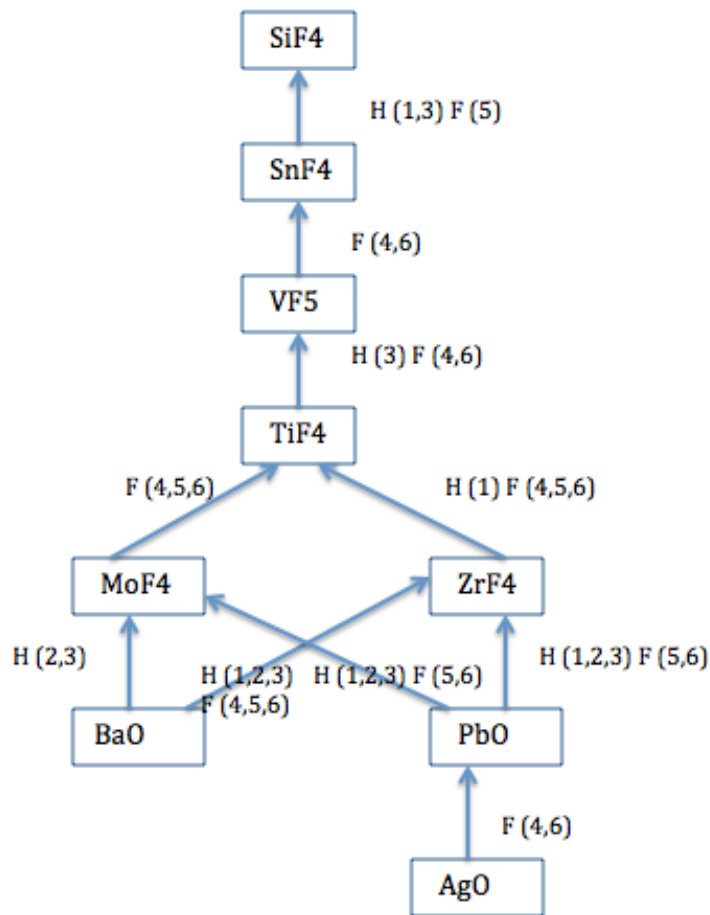 SiF4
H (1,3) F (5)
SnF4
F (4,6)
VF5
H (3) F (4,6)
TiF4
F (4,5,6)
H (1) F (4,5,6)
MoF4
ZrF4
H (2,3)
H (1,2,3)
F (4,5,6)
H (1,2,3) F (5,6)
H (1,2,3) F (5,6)
BaO
PbO
F (4,6)
AgO